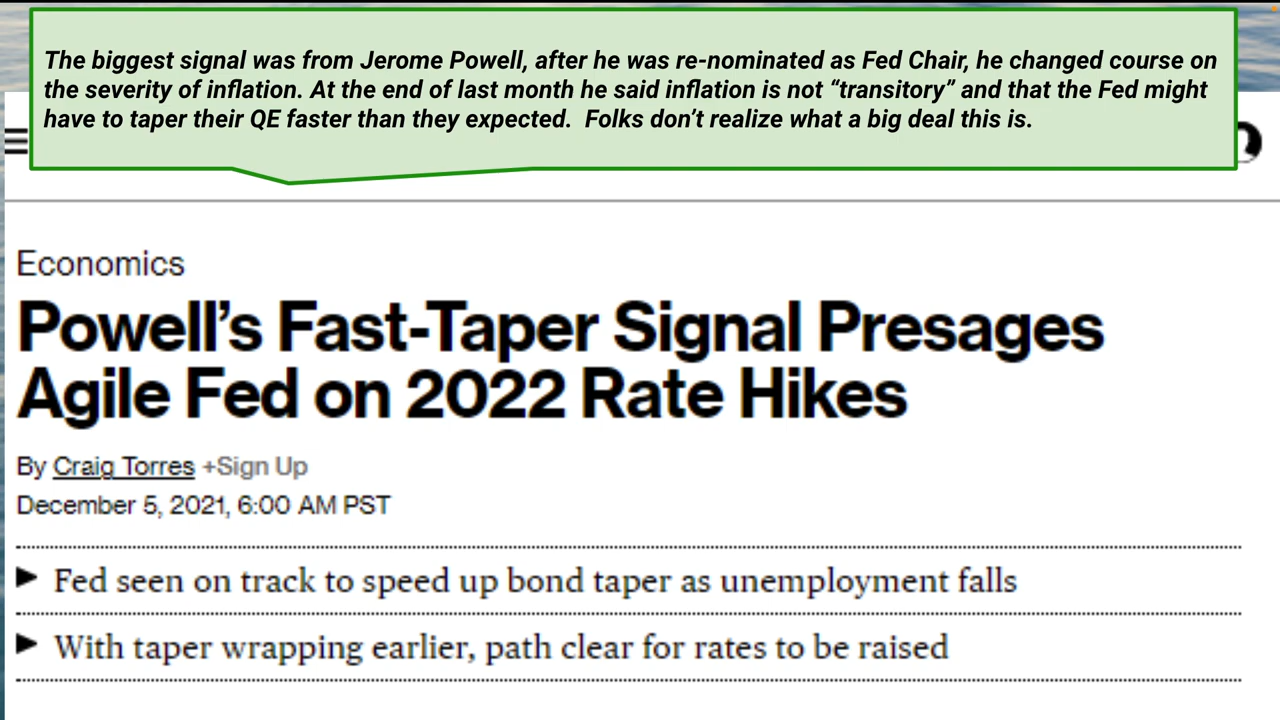 The biggest signal was from Jerome Powell, after he was re-nominated as Fed Chair, he changed course on
the severity of inflation. At the end of last month he said inflation is not “transitory” and that the Fed might
have to taper their QE faster than they expected.  Folks don’t realize what a big deal this is.
Economics
Powell’s Fast-Taper Signal Presages
Agile Fed on 2022 Rate Hikes
By Craig Torres +Sign Up
December 5, 2021, 6:00 AM PST
Fed seen on track to speed up bond taper as unemployment falls
With taper wrapping earlier, path clear for rates to be raised